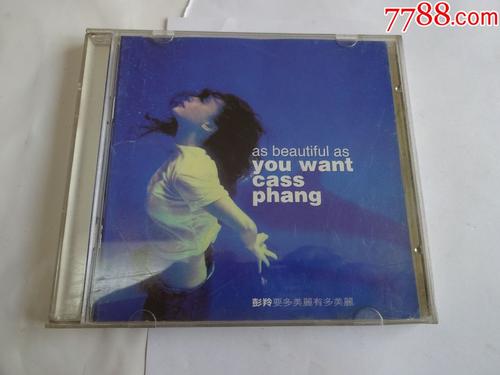 7788.com
as beautiful as
you want
cass
phang
彭羚要多美麗有多美麗